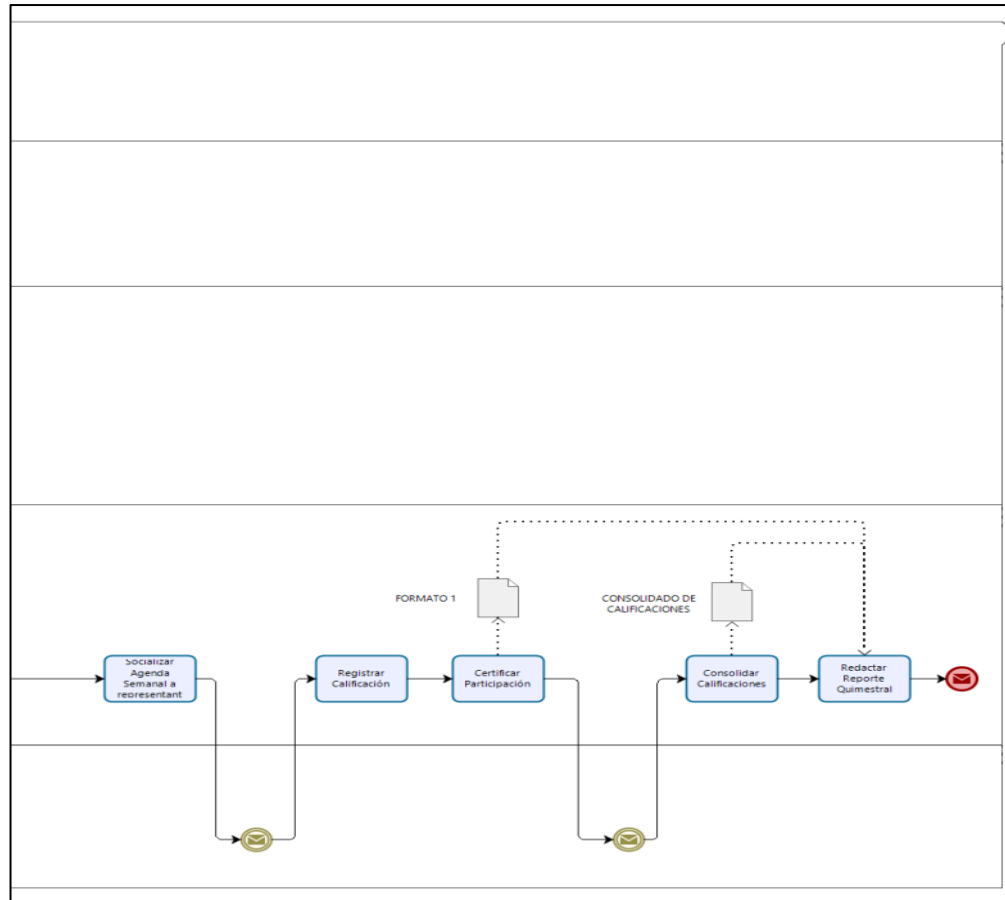 FORMATO 1
CONSOLIDADO DE
CALIFICACIONES
Socializar
Agenda
Semanal a
representant
Registrar
Calificación
Certificar
Participación
Consolidar
Calificaciones
Redactar
Reporte
Quimestral